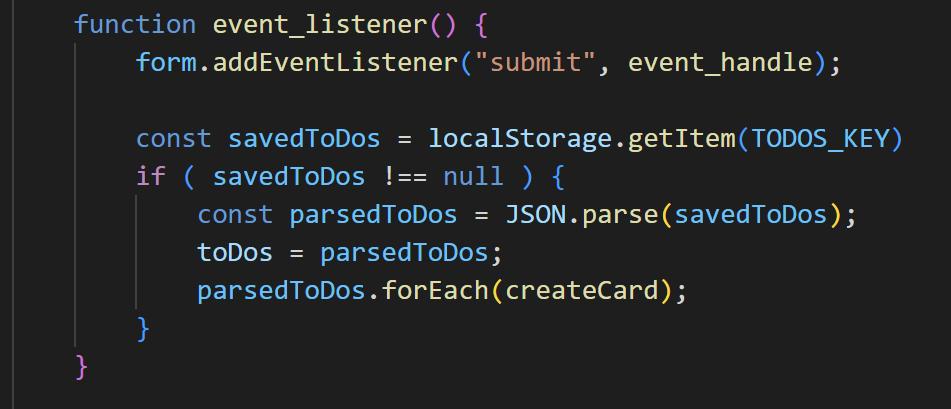 function event_listener() {
form.addEventListener("submit", event_handle);
const savedToDos = localStorage.getItem(TODOS_KEY)
if ( savedToDos !== null ) {
const parsedToDos = JSON.parse(savedToDos);
toDos = parsedToDos;
parsedToDos.forEach(createCard);
}
}